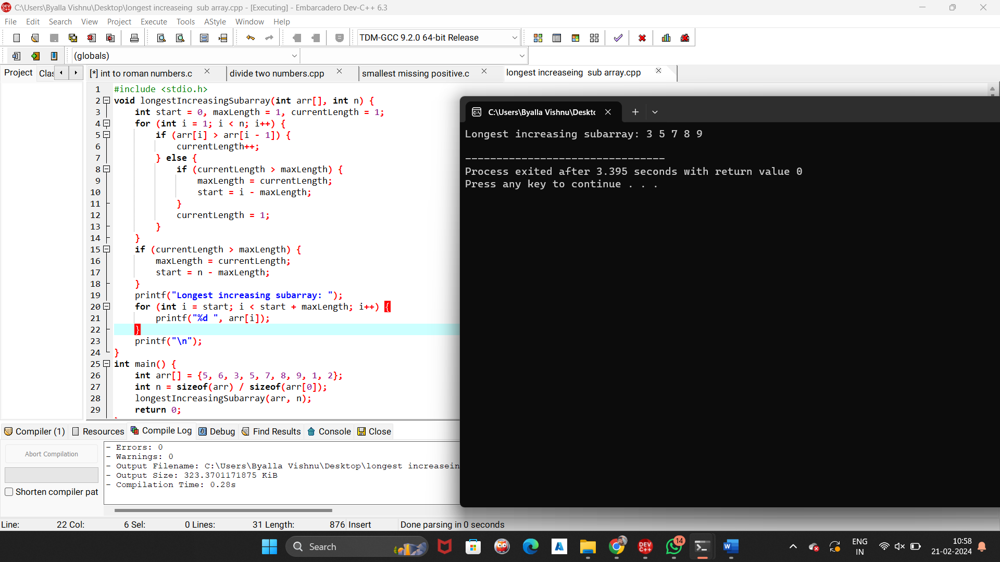 C:\Users\Byalla Vishnu\Desktop\longest increaseing  sub array.cpp - [Executing] - Embarcadero Dev-C++ 6.3
File Edit Search View Project Execute Tools AStyle Window Help
TDM-GCC 9.2.0 64-bit Release
(globals)
Project Clas [*] int to roman numbers.c divide two numbers.cpp smallest missing positive.c longest increaseing  sub array.cpp
1 #include <stdio.h>
2 void longestIncreasingSubarray(int arr[], int n) {
3     int start = 0, maxLength = 1, currentLength = 1;
4     for (int i = 1; i < n; i++) {
5         if (arr[i] > arr[i - 1]) {
6             currentLength++;
7         } else {
8             if (currentLength > maxLength) {
9                 maxLength = currentLength;
10                 start = i - maxLength;
11             }
12             currentLength = 1;
13         }
14     }
15     if (currentLength > maxLength) {
16         maxLength = currentLength;
17         start = n - maxLength;
18     }
19     printf("Longest increasing subarray: ");
20     for (int i = start; i < start + maxLength; i++) {
21         printf("%d ", arr[i]);
22     }
23     printf("\n");
24 }
25 int main() {
26     int arr[] = {5, 6, 3, 5, 7, 8, 9, 1, 2};
27     int n = sizeof(arr) / sizeof(arr[0]);
28     longestIncreasingSubarray(arr, n);
29     return 0;
C:\Users\Byalla Vishnu\Deskto
Longest increasing subarray: 3 5 7 8 9
--------------------------------
Process exited after 3.395 seconds with return value 0
Press any key to continue . . .
Compiler (1) Resources Compile Log Debug Find Results Console Close
Abort Compilation
Shorten compiler pat
- Errors: 0
- Warnings: 0
- Output Filename: C:\Users\Byalla Vishnu\Desktop\longest increasein
- Output Size: 323.3701171875 KiB
- Compilation Time: 0.28s
Line: 22 Col: 6 Sel: 0 Lines: 31 Length: 876 Insert Done parsing in 0 seconds
Search
DEV C++
14
ENG
IN
10:58
21-02-2024